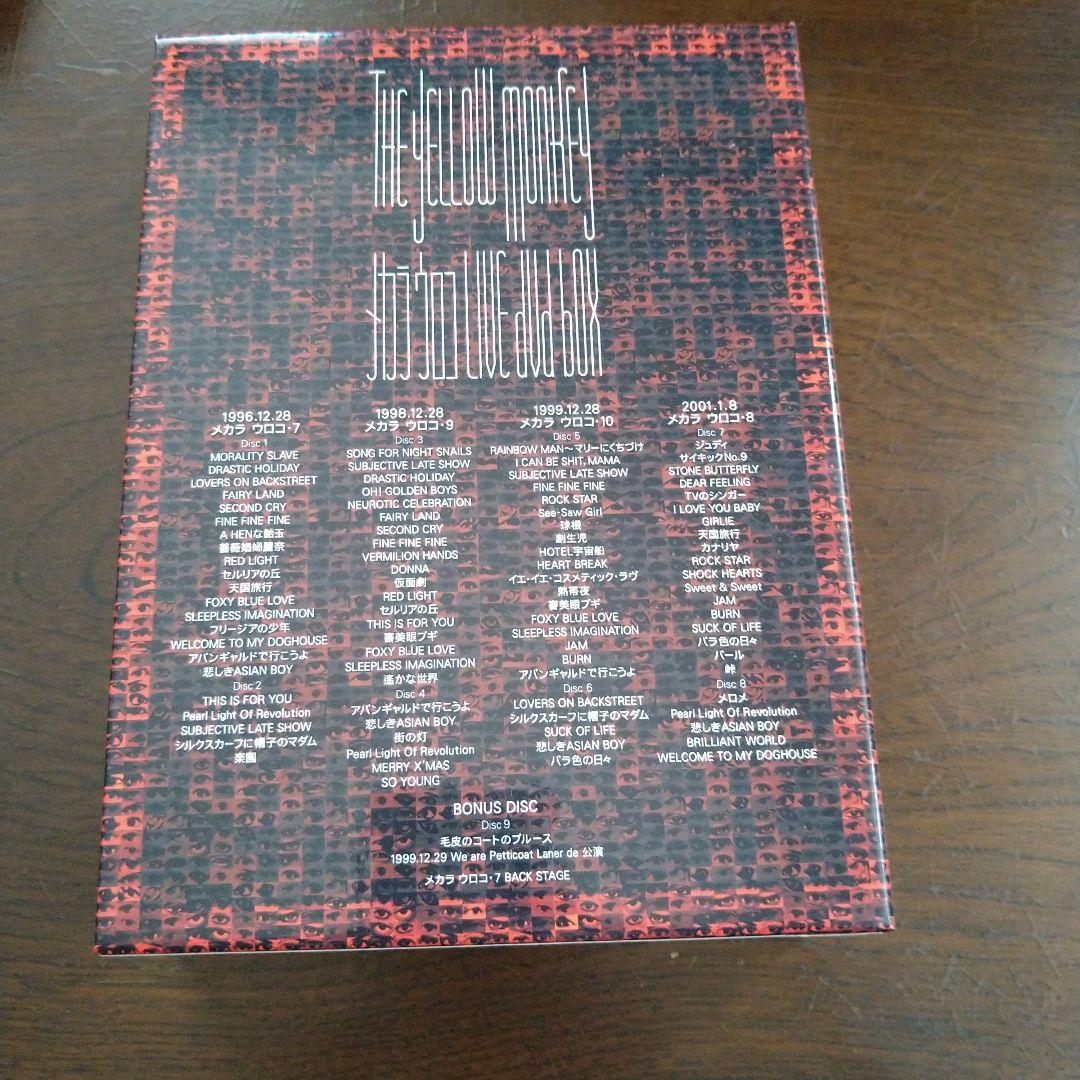 THE YELLOW MONKEY
メカラ ウロコ LIVE DVD BOX
1996.12.28
メカラ ウロコ・7
Disc 1
MORALITY SLAVE
DRASTIC HOLIDAY
LOVERS ON BACKSTREET
FAIRY LAND
SECOND CRY
FINE FINE FINE
A HENな飴玉
薔薇娼婦麗奈
RED LIGHT
セルリアの丘
天国旅行
FOXY BLUE LOVE
SLEEPLESS IMAGINATION
フリージアの少年
WELCOME TO MY DOGHOUSE
アバンギャルドで行こうよ
悲しきASIAN BOY
Disc 2
THIS IS FOR YOU
Pearl Light Of Revolution
SUBJECTIVE LATE SHOW
シルクスカーフに帽子のマダム
楽園
1998.12.28
メカラ ウロコ・9
Disc 3
SONG FOR NIGHT SNAILS
SUBJECTIVE LATE SHOW
DRASTIC HOLIDAY
OH! GOLDEN BOYS
NEUROTIC CELEBRATION
FAIRY LAND
SECOND CRY
FINE FINE FINE
VERMILION HANDS
DONNA
仮面劇
RED LIGHT
セルリアの丘
THIS IS FOR YOU
審美眼ブギ
FOXY BLUE LOVE
SLEEPLESS IMAGINATION
遙かな世界
Disc 4
アバンギャルドで行こうよ
悲しきASIAN BOY
街の灯
Pearl Light Of Revolution
MERRY X'MAS
SO YOUNG
1999.12.28
メカラ ウロコ・10
Disc 5
RAINBOW MAN〜マリーにくちづけ
I CAN BE SHIT, MAMA
SUBJECTIVE LATE SHOW
FINE FINE FINE
ROCK STAR
See-Saw Girl
球根
創生児
HOTEL宇宙船
HEART BREAK
イエ・イエ・コスメティック・ラヴ
熱帯夜
審美眼ブギ
FOXY BLUE LOVE
SLEEPLESS IMAGINATION
JAM
BURN
アバンギャルドで行こうよ
Disc 6
LOVERS ON BACKSTREET
シルクスカーフに帽子のマダム
SUCK OF LIFE
悲しきASIAN BOY
バラ色の日々
2001.1.8
メカラ ウロコ・8
Disc 7
ジュディ
サイキックNo.9
STONE BUTTERFLY
DEAR FEELING
TVのシンガー
I LOVE YOU BABY
GIRLIE
天国旅行
カナリヤ
ROCK STAR
SHOCK HEARTS
Sweet & Sweet
JAM
BURN
SUCK OF LIFE
バラ色の日々
パール
峠
Disc 8
メロメ
Pearl Light Of Revolution
悲しきASIAN BOY
BRILLIANT WORLD
WELCOME TO MY DOGHOUSE
BONUS DISC
Disc 9
毛皮のコートのブルース
1999.12.29 We are Petticoat Laner de 公演
メカラ ウロコ・7 BACK STAGE